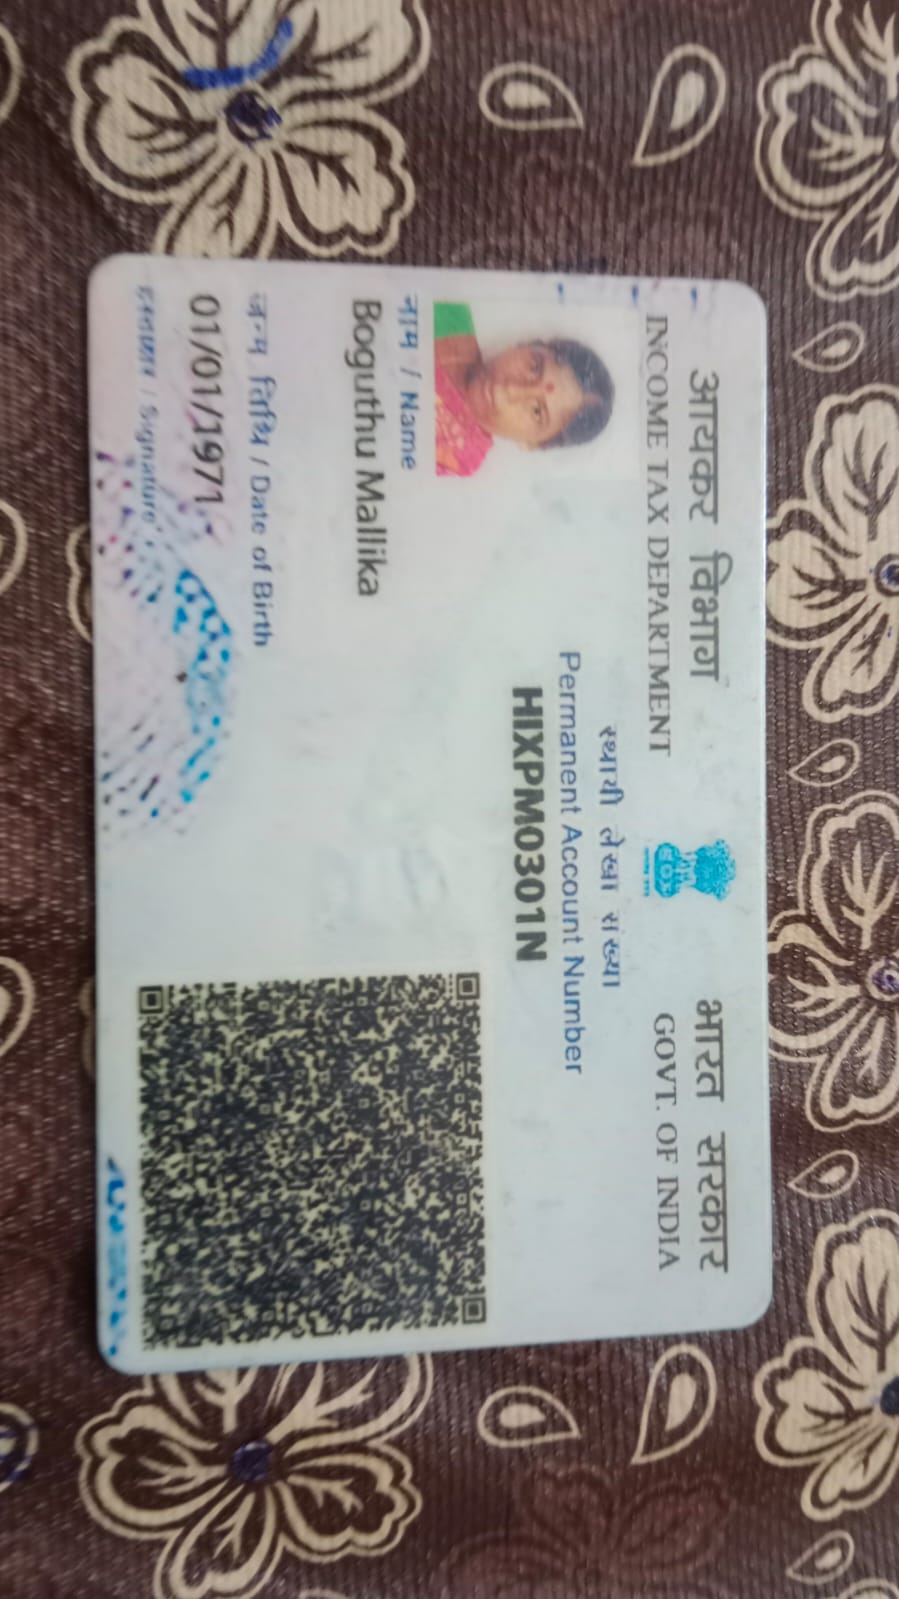 आयकर विभाग
INCOME TAX DEPARTMENT
भारत सरकार
GOVT. OF INDIA
स्थायी लेखा संख्या
Permanent Account Number
HIXPM0301N
नाम / Name
Boguthu Mallika
जन्म तिथि / Date of Birth
01/01/1971
हस्ताक्षर / Signature